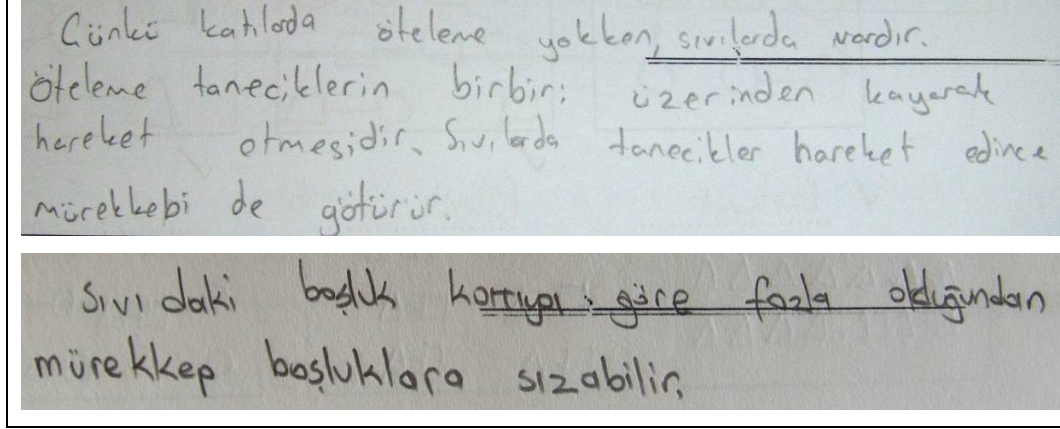 Çünkü katılarda öteleme yokken, sıvılarda vardır.
Öteleme taneciklerin birbiri üzerinden kayarak
hareket etmesidir. Sıvılarda tanecikler hareket edince
mürekkebi de götürür.
Sıvıdaki boşluk katıya göre fazla olduğundan
mürekkep boşluklara sızabilir.